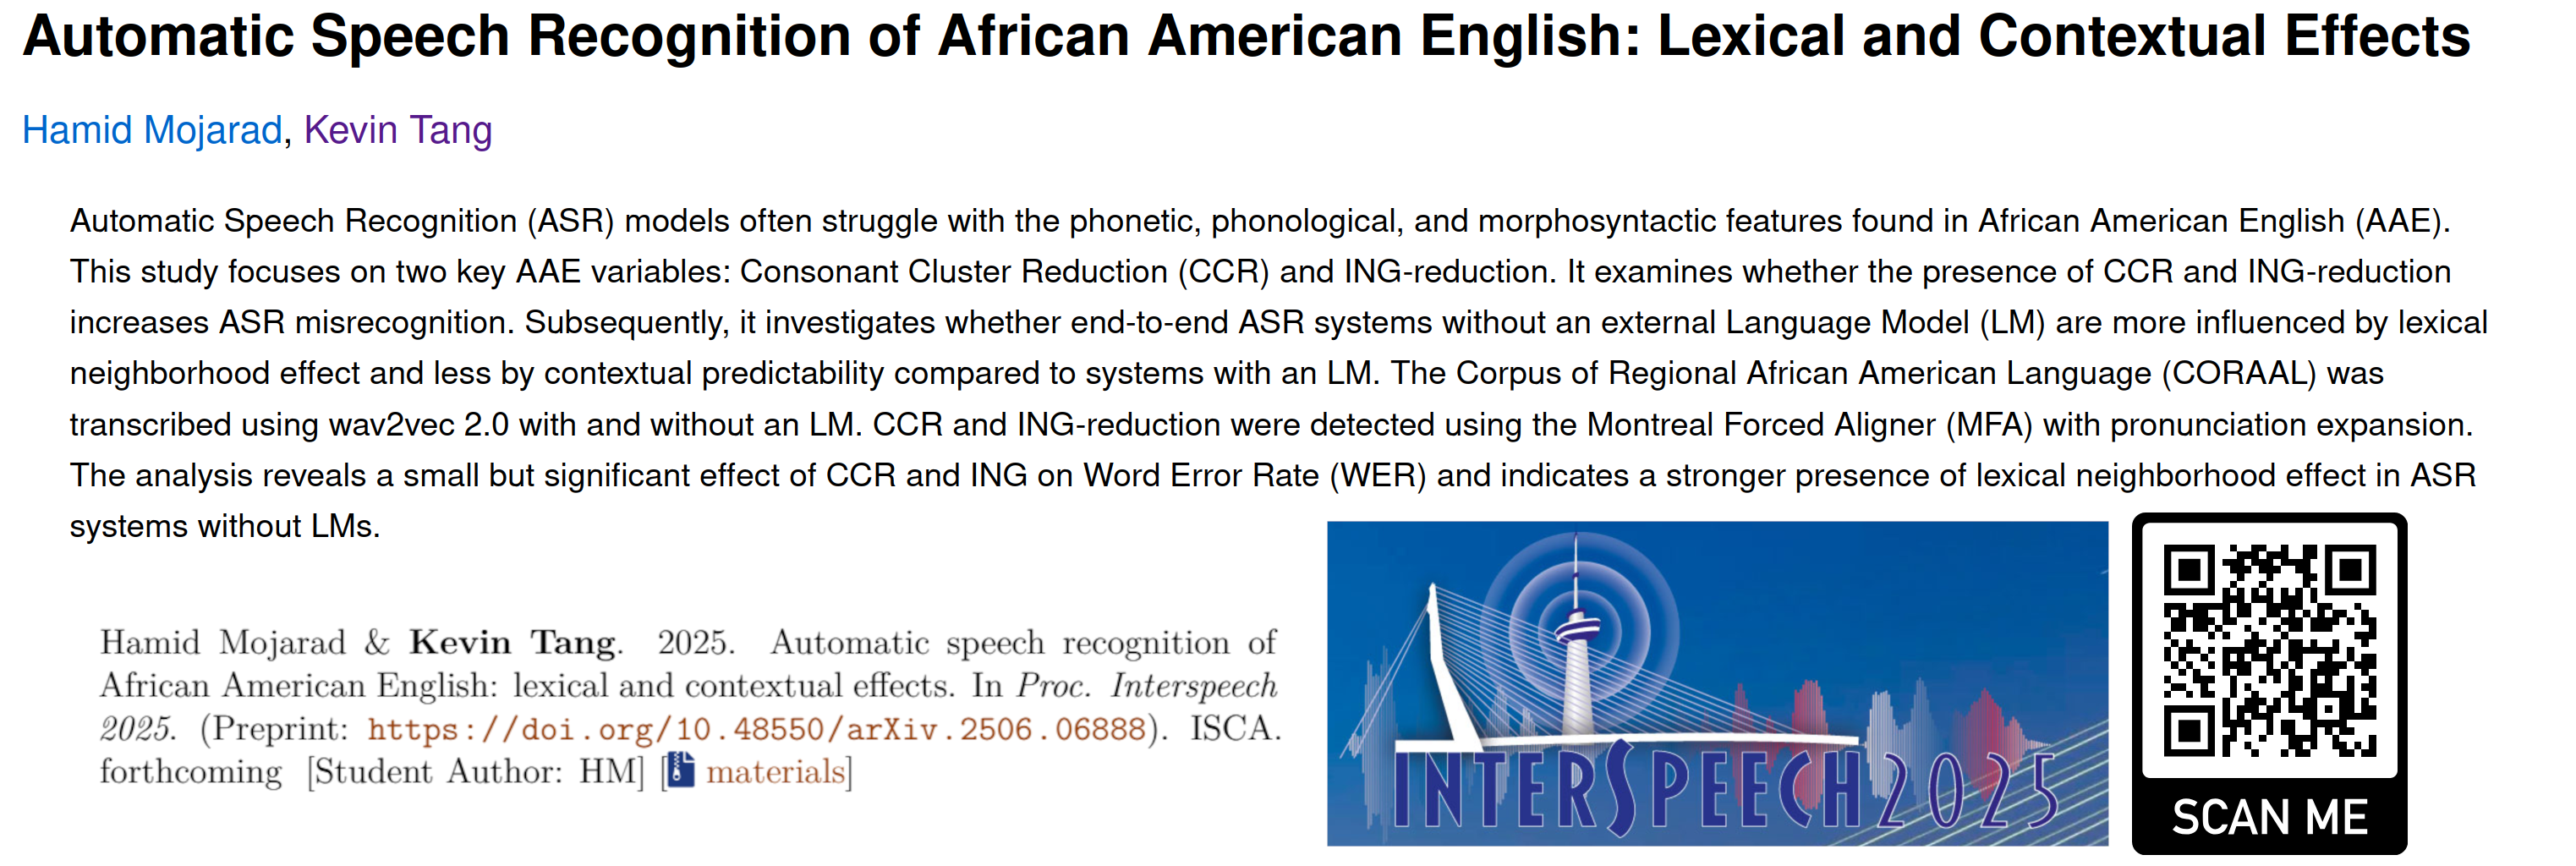 Automatic Speech Recognition of African American English: Lexical and Contextual Effects
Hamid Mojarad, Kevin Tang
Automatic Speech Recognition (ASR) models often struggle with the phonetic, phonological, and morphosyntactic features found in African American English (AAE).
This study focuses on two key AAE variables: Consonant Cluster Reduction (CCR) and ING-reduction. It examines whether the presence of CCR and ING-reduction
increases ASR misrecognition. Subsequently, it investigates whether end-to-end ASR systems without an external Language Model (LM) are more influenced by lexical
neighborhood effect and less by contextual predictability compared to systems with an LM. The Corpus of Regional African American Language (CORAAL) was
transcribed using wav2vec 2.0 with and without an LM. CCR and ING-reduction were detected using the Montreal Forced Aligner (MFA) with pronunciation expansion.
The analysis reveals a small but significant effect of CCR and ING on Word Error Rate (WER) and indicates a stronger presence of lexical neighborhood effect in ASR
systems without LMs.
Hamid Mojarad & Kevin Tang. 2025. Automatic speech recognition of
African American English: lexical and contextual effects. In Proc. Interspeech
2025. (Preprint: https://doi.org/10.48550/arXiv.2506.06888). ISCA.
forthcoming [Student Author: HM] [materials]
INTERSPEECH 2025
SCAN ME